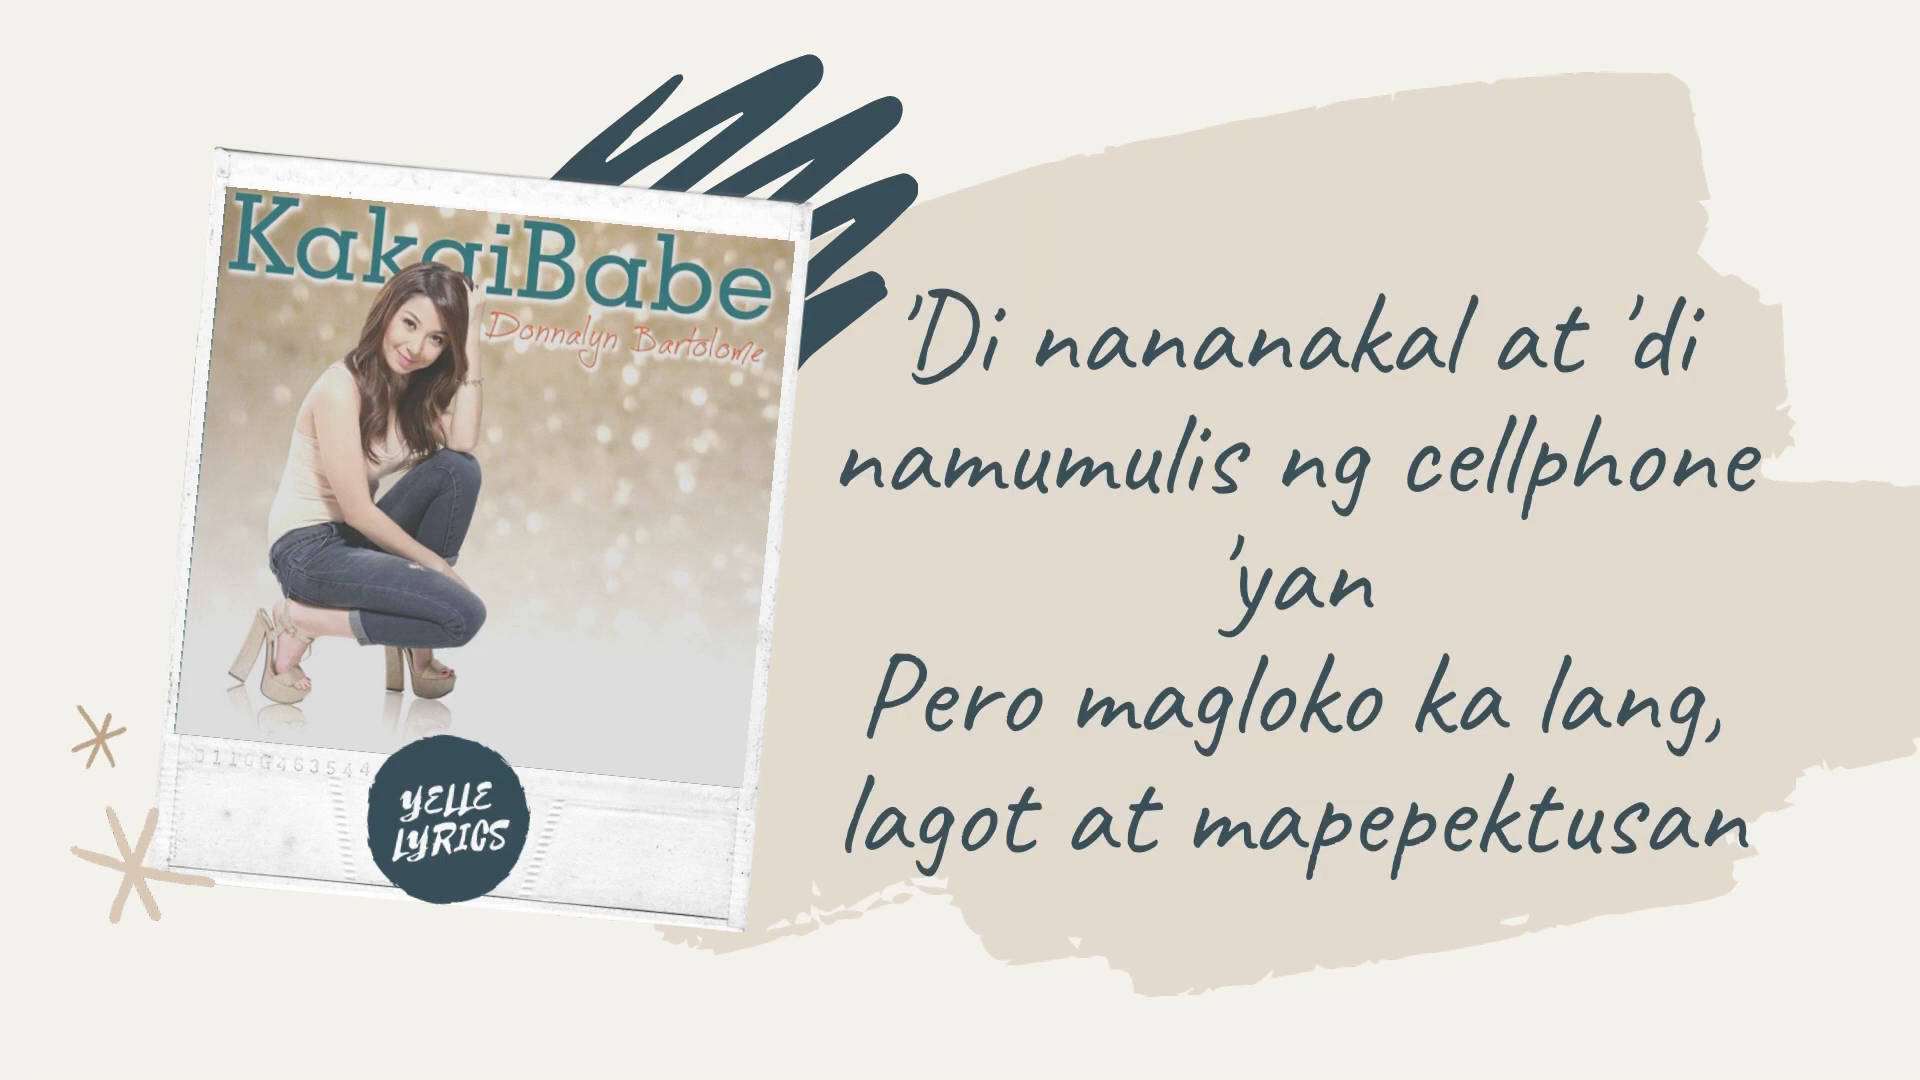 KakaiBabe
Donnalyn Bartolome
'Di nananakal at 'di
namumulis ng cellphone
'yan
Pero magloko ka lang,
lagot at mapepektusan
0110G463544
YELLE
LYRICS